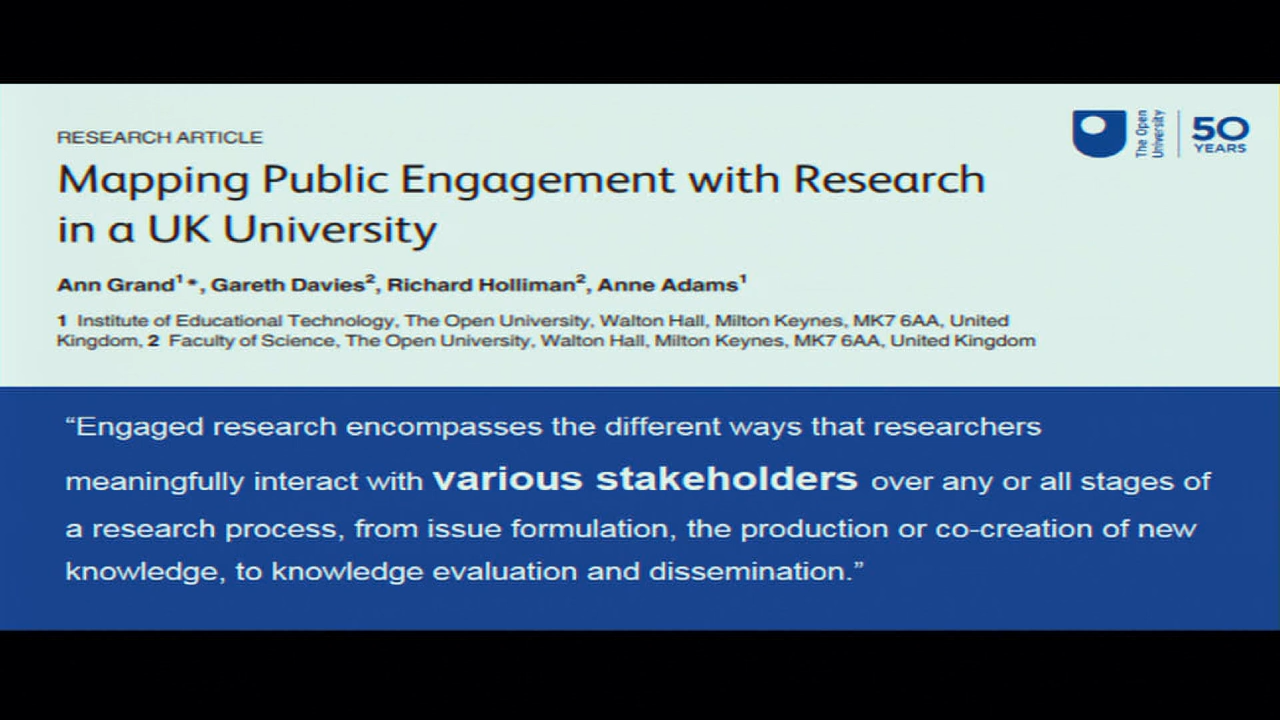 RESEARCH ARTICLE
Mapping Public Engagement with Research
in a UK University
Ann Grand1*, Gareth Davies2, Richard Holliman2, Anne Adams1
1 Institute of Educational Technology, The Open University, Walton Hall, Milton Keynes, MK7 6AA, United
Kingdom, 2 Faculty of Science, The Open University, Walton Hall, Milton Keynes, MK7 6AA, United Kingdom
The Open
University
50
YEARS
“Engaged research encompasses the different ways that researchers
meaningfully interact with various stakeholders over any or all stages of
a research process, from issue formulation, the production or co-creation of new
knowledge, to knowledge evaluation and dissemination.”